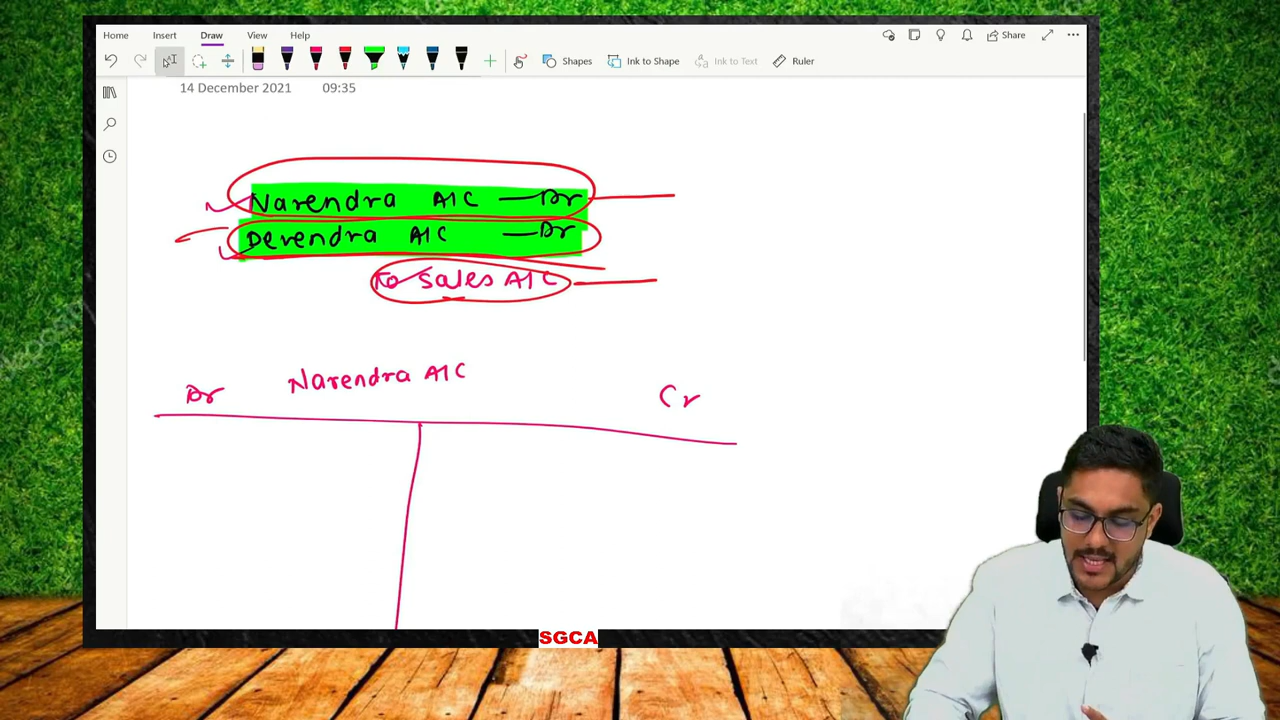 Home Insert Draw View Help
Share
Shapes Ink to Shape Ink to Text Ruler
14 December 2021 09:35
Narendra A/C — Dr
Devendra A/C — Dr
to Sales A/C
Dr Narendra A/C Cr
SGCA